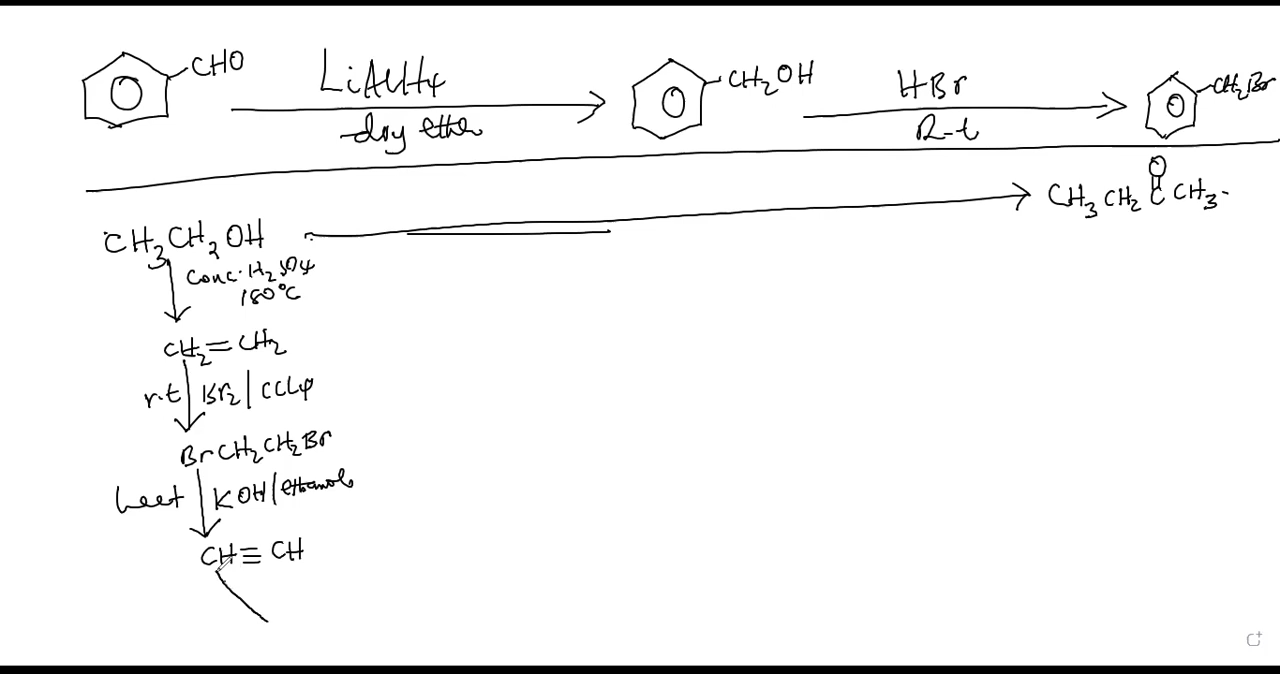 CHO LiAlH4 CH2OH HBr CH2Br
dry ether R-t
CH3CH2OH CH3CH2CCH3.
O
Conc. H2SO4
180°C
CH2=CH2
r.t Br2/CCl4
BrCH2CH2Br
heat KOH/ethanol
CH≡CH